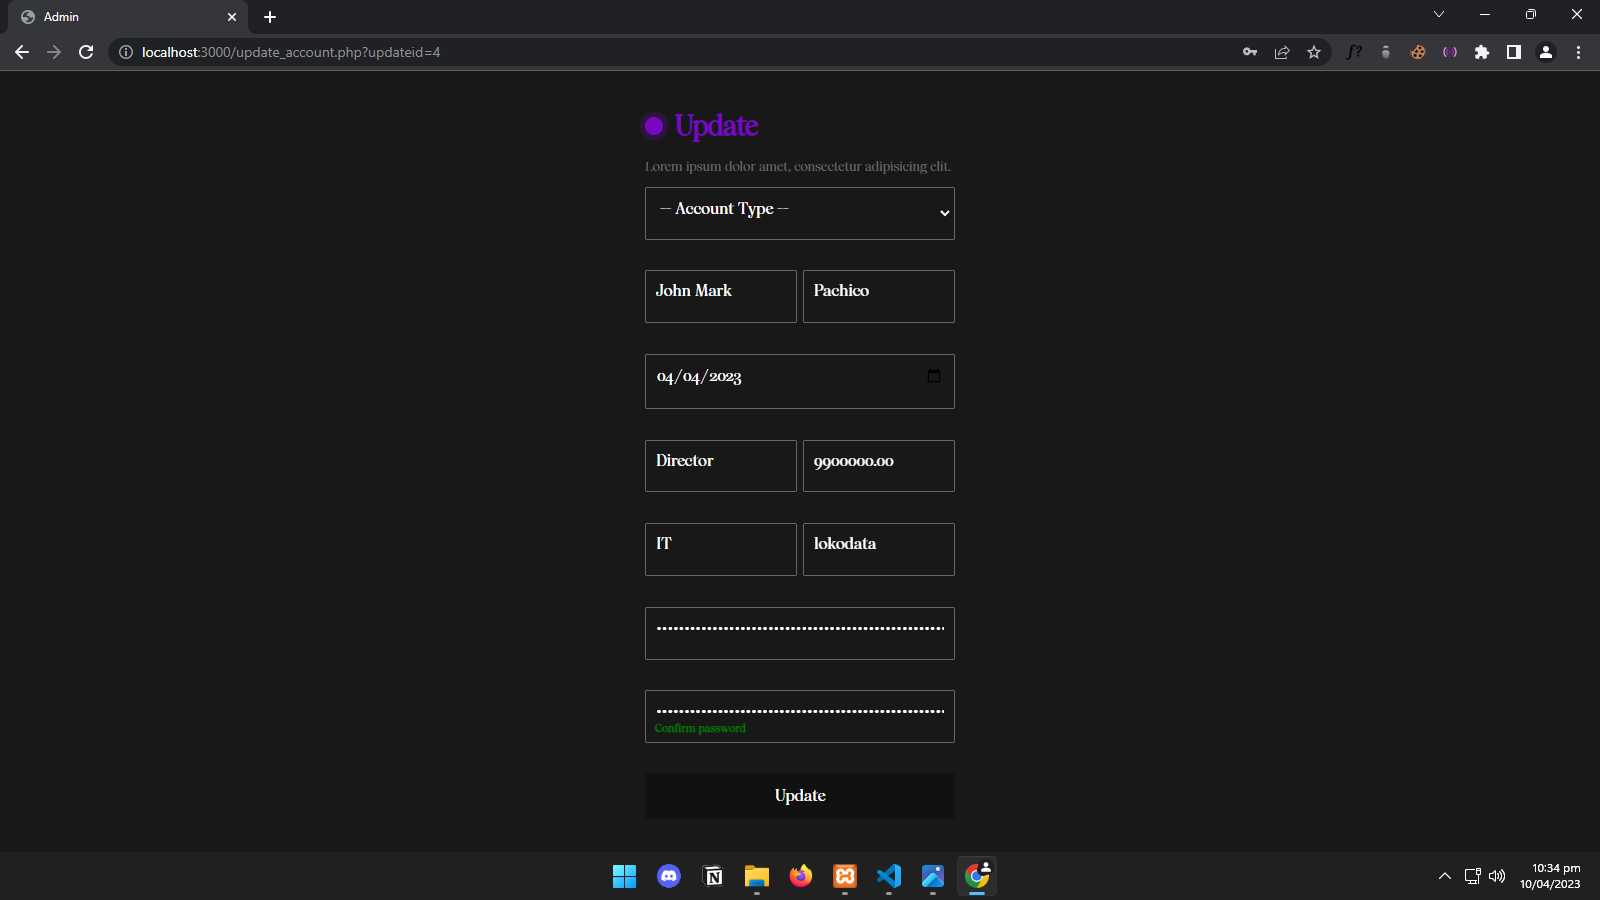 Admin
localhost:3000/update_account.php?updateid=4
f?
Update
Lorem ipsum dolor amet, consectetur adipisicing elit.
-- Account Type --
John Mark
Pachico
04/04/2023
Director
9900000.00
IT
lokodata
Confirm password
Update
10:34 pm
10/04/2023